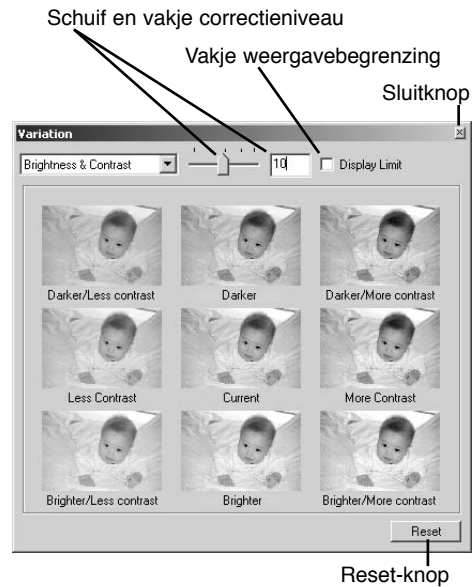 Schuif en vakje correctieniveau
Vakje weergavebegrenzing
Sluitknop
Variation
Brightness & Contrast 10 Display Limit
Darker/Less contrast Darker Darker/More contrast
Less Contrast Current More Contrast
Brighter/Less contrast Brighter Brighter/More contrast
Reset
Reset-knop